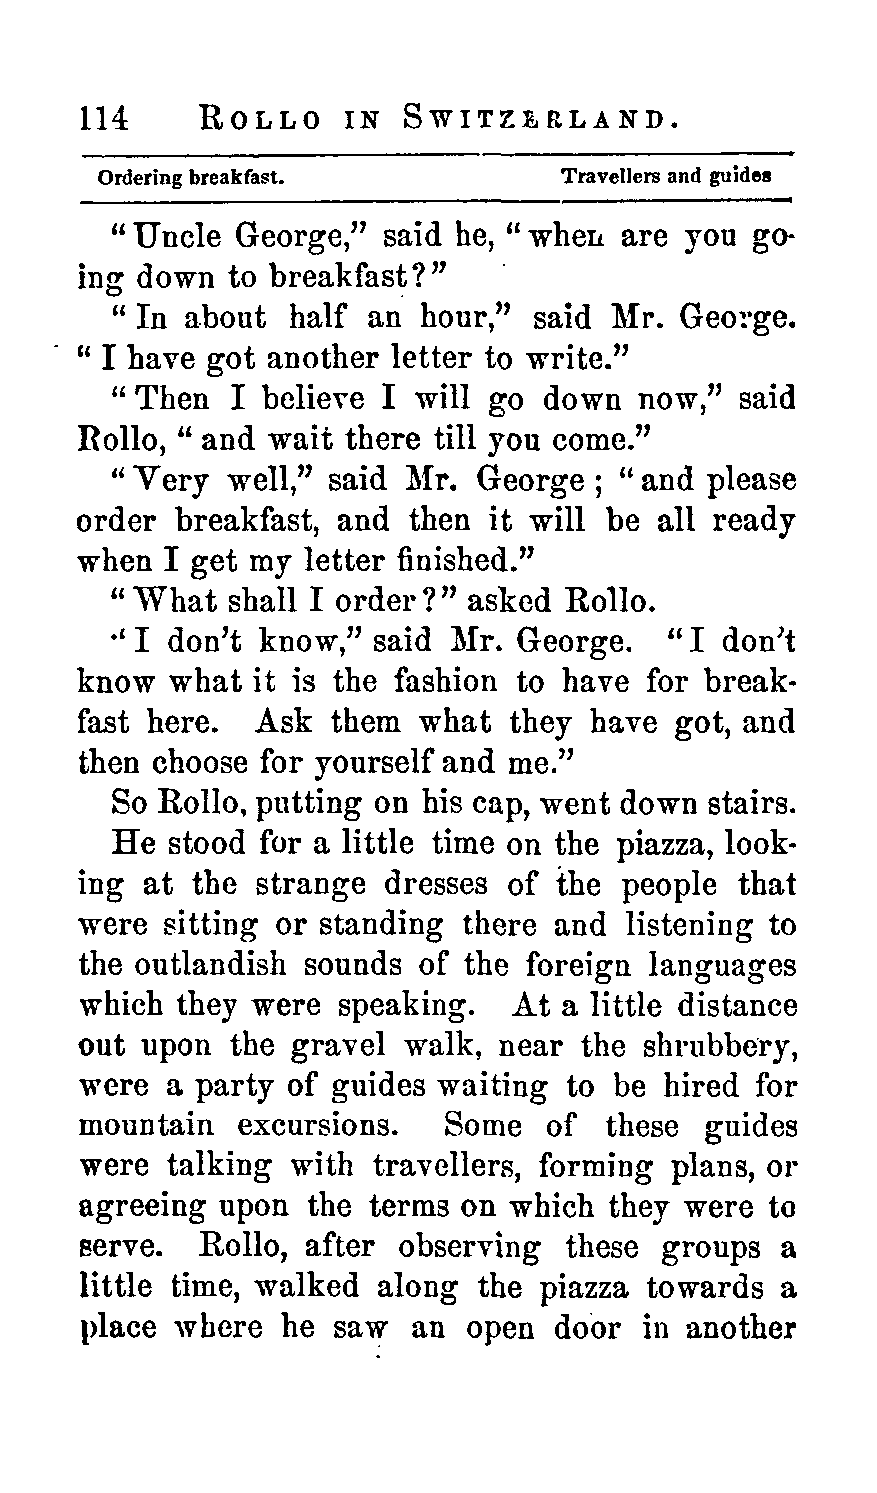 114 ROLLO IN SWITZERLAND.
Ordering breakfast. Travellers and guides
"Uncle George," said he, "when are you go-
ing down to breakfast?"
"In about half an hour," said Mr. George.
"I have got another letter to write."
"Then I believe I will go down now," said
Rollo, "and wait there till you come."
"Very well," said Mr. George; "and please
order breakfast, and then it will be all ready
when I get my letter finished."
"What shall I order?" asked Rollo.
"I don't know," said Mr. George. "I don't
know what it is the fashion to have for break-
fast here. Ask them what they have got, and
then choose for yourself and me."
So Rollo, putting on his cap, went down stairs.
He stood for a little time on the piazza, look-
ing at the strange dresses of the people that
were sitting or standing there and listening to
the outlandish sounds of the foreign languages
which they were speaking. At a little distance
out upon the gravel walk, near the shrubbery,
were a party of guides waiting to be hired for
mountain excursions. Some of these guides
were talking with travellers, forming plans, or
agreeing upon the terms on which they were to
serve. Rollo, after observing these groups a
little time, walked along the piazza towards a
place where he saw an open door in another